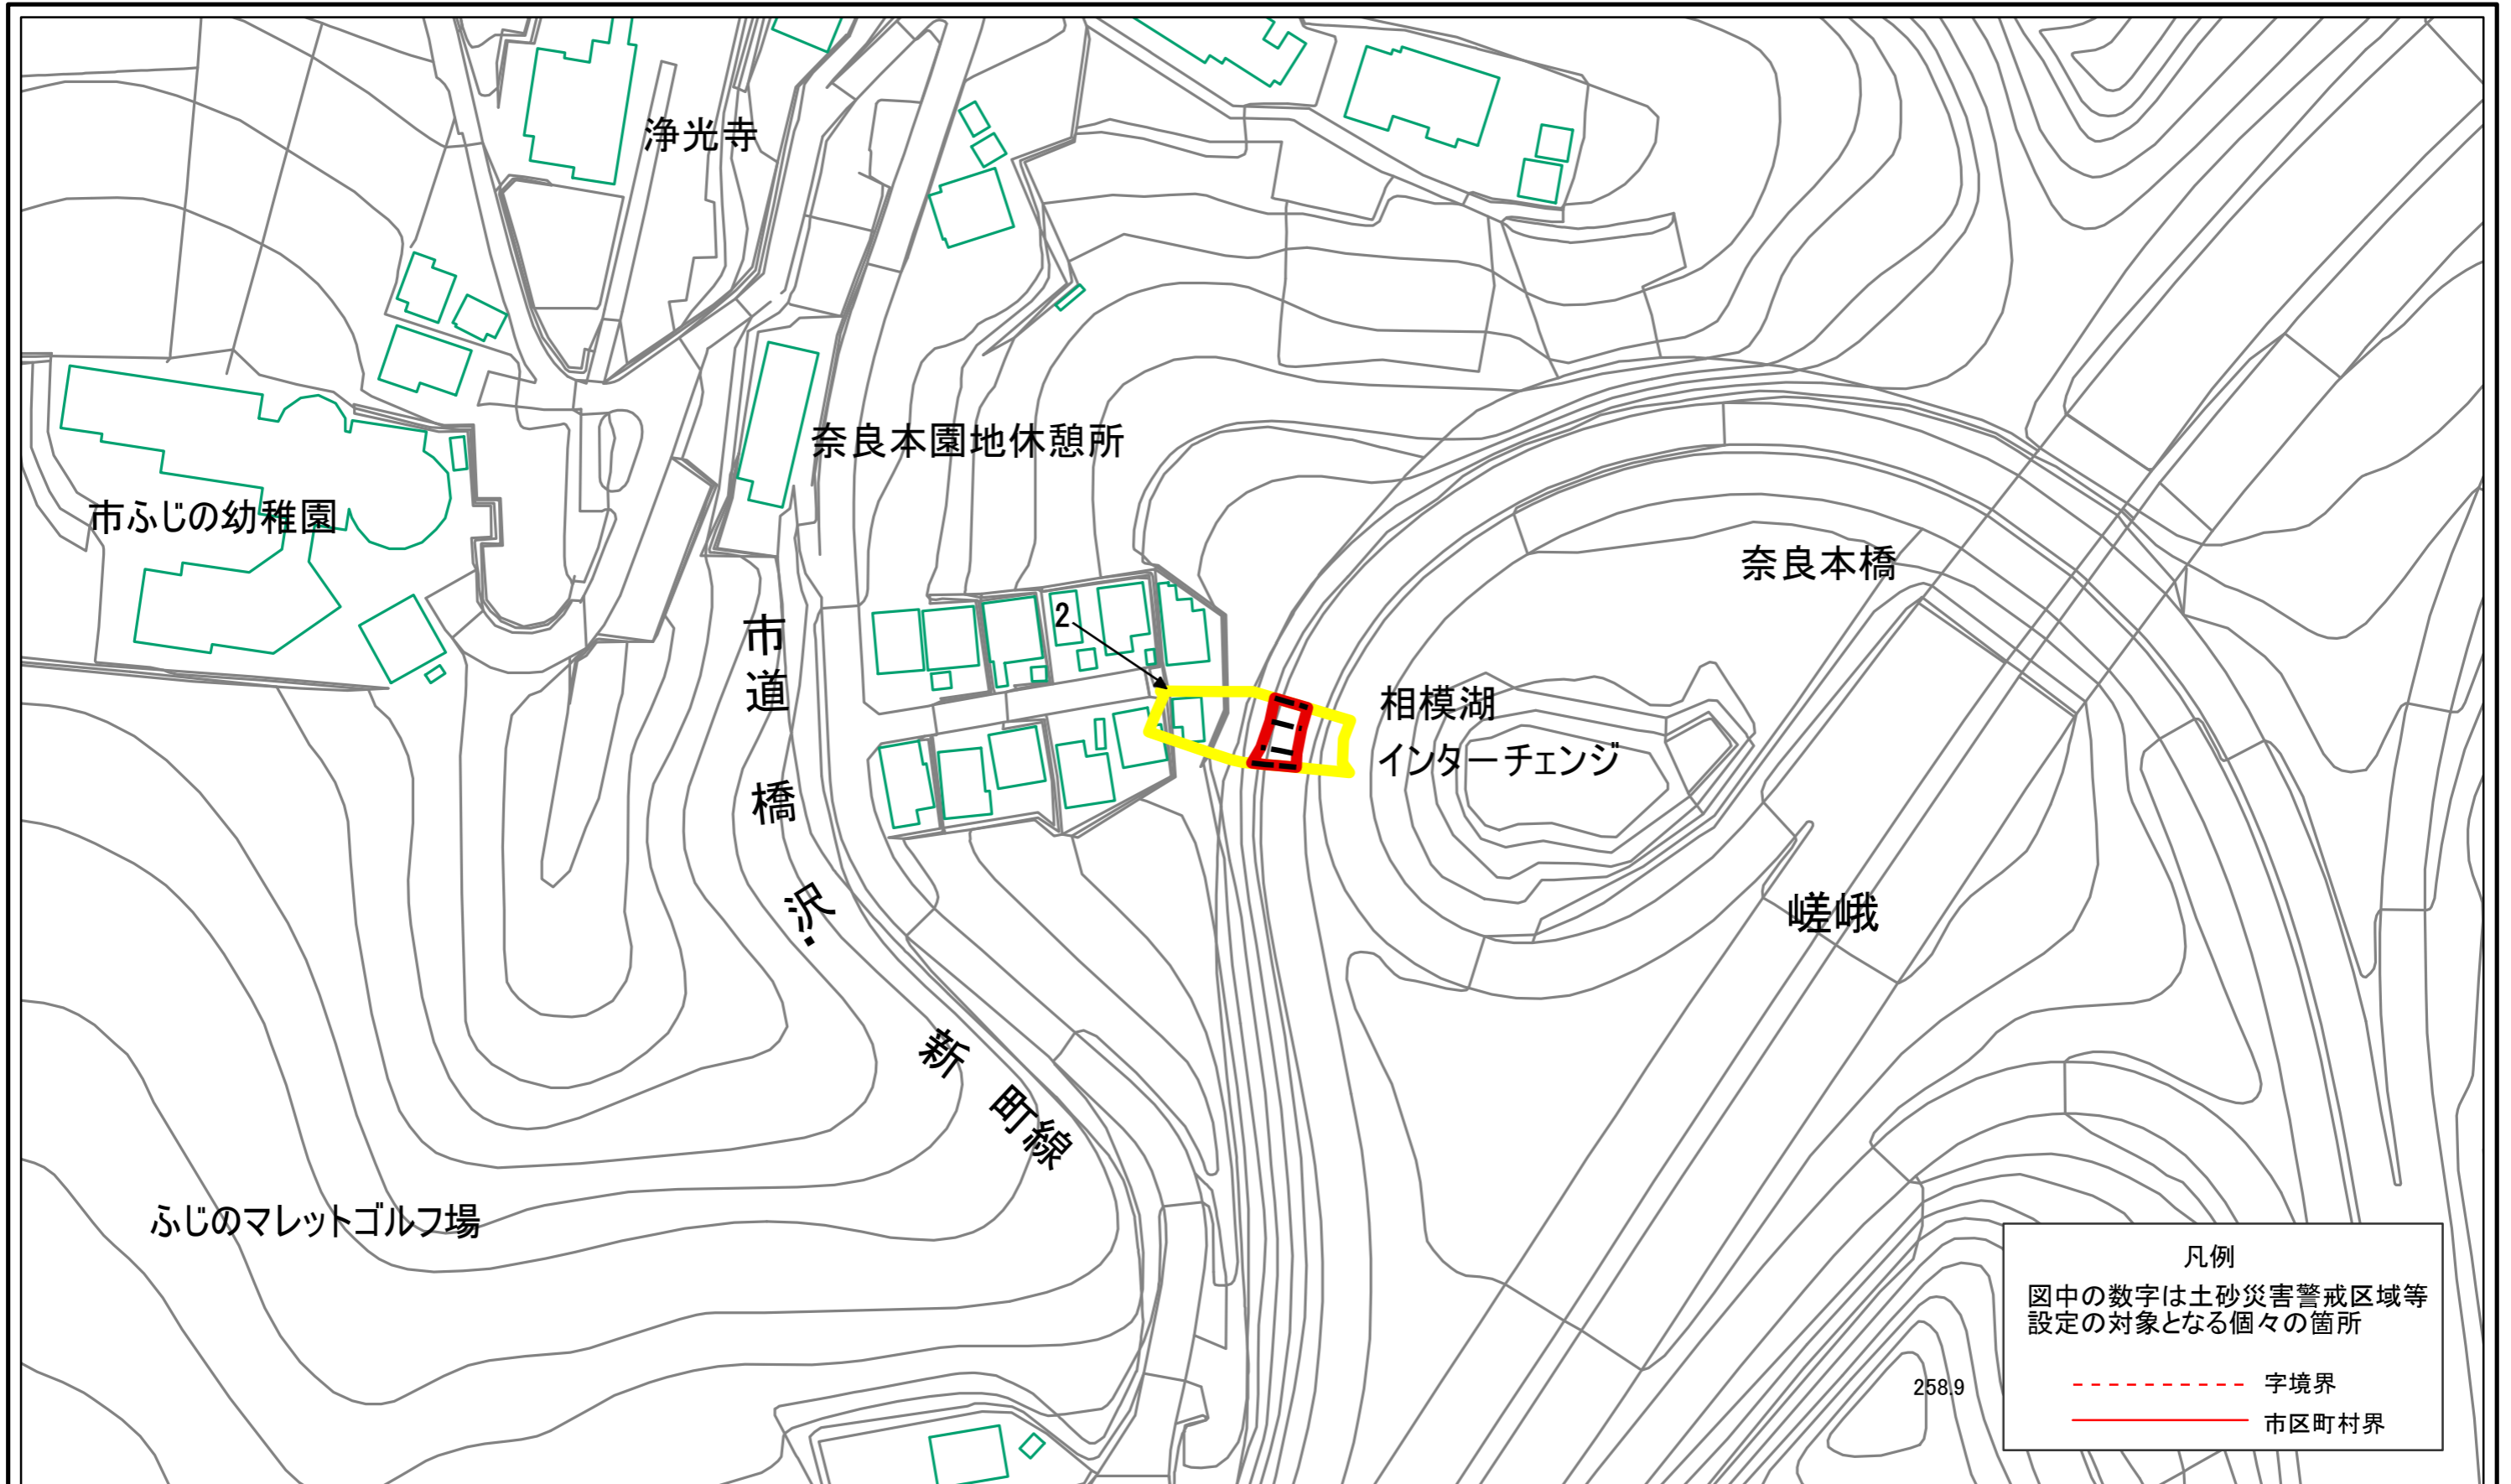 浄光寺
奈良本園地休憩所
市ふじの幼稚園
奈良本橋
2
市道橋沢新町線
相模湖
インターチェンジ
嵯峨
ふじのマレットゴルフ場
258.9
凡例
図中の数字は土砂災害警戒区域等
設定の対象となる個々の箇所
字境界
市区町村界